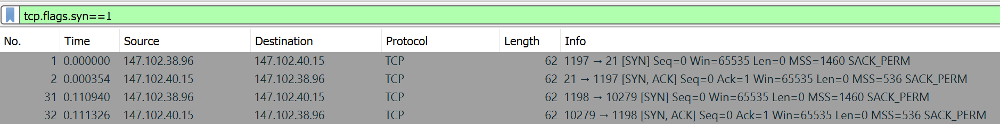 tcp.flags.syn==1
No. Time Source Destination Protocol Length Info
1 0.000000 147.102.38.96 147.102.40.15 TCP 62 1197 → 21 [SYN] Seq=0 Win=65535 Len=0 MSS=1460 SACK_PERM
2 0.000354 147.102.40.15 147.102.38.96 TCP 62 21 → 1197 [SYN, ACK] Seq=0 Ack=1 Win=65535 Len=0 MSS=536 SACK_PERM
31 0.110940 147.102.38.96 147.102.40.15 TCP 62 1198 → 10279 [SYN] Seq=0 Win=65535 Len=0 MSS=1460 SACK_PERM
32 0.111326 147.102.40.15 147.102.38.96 TCP 62 10279 → 1198 [SYN, ACK] Seq=0 Ack=1 Win=65535 Len=0 MSS=536 SACK_PERM